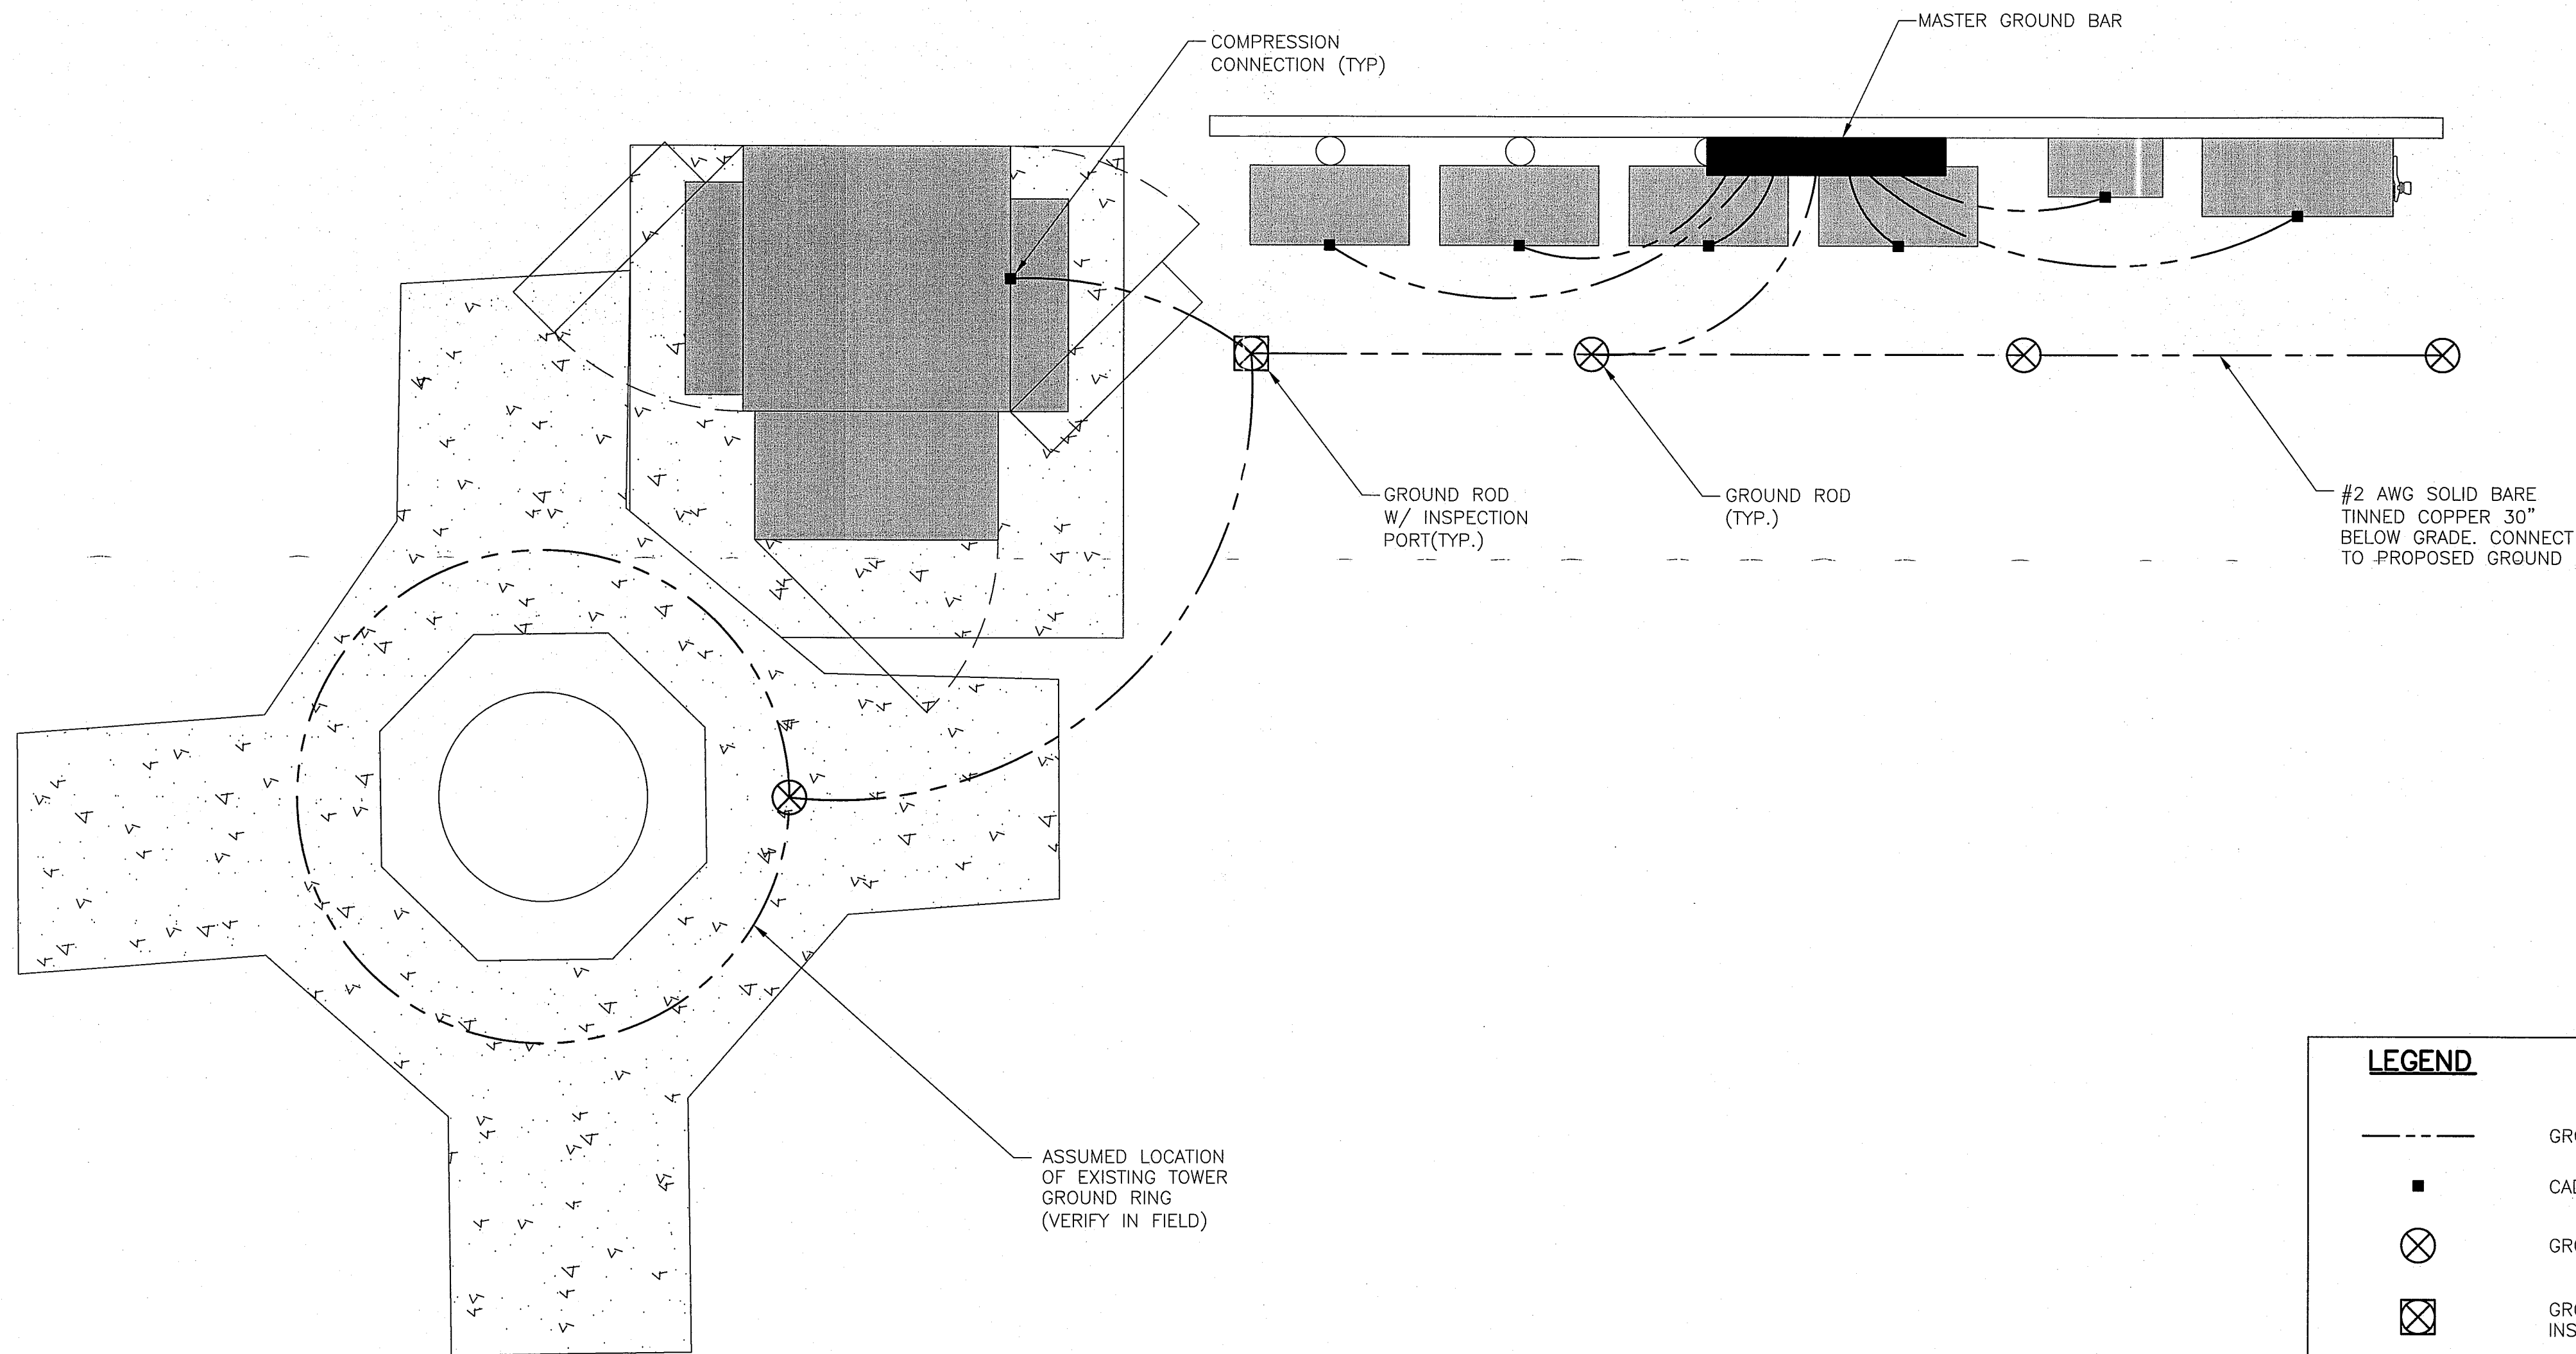 MASTER GROUND BAR
COMPRESSION
CONNECTION (TYP)
GROUND ROD
W/ INSPECTION
PORT(TYP.)
GROUND ROD
(TYP.)
#2 AWG SOLID BARE
TINNED COPPER 30"
BELOW GRADE. CONNECT
TO PROPOSED GROUND
ASSUMED LOCATION
OF EXISTING TOWER
GROUND RING
(VERIFY IN FIELD)
LEGEND